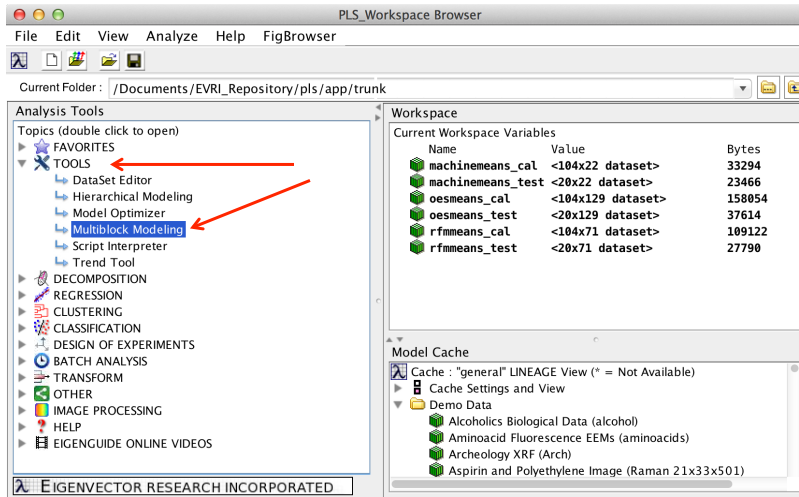 PLS_Workspace Browser
File Edit View Analyze Help FigBrowser
Current Folder : /Documents/EVRI_Repository/pls/app/trunk
Analysis Tools
Topics (double click to open)
FAVORITES
TOOLS
DataSet Editor
Hierarchical Modeling
Model Optimizer
Multiblock Modeling
Script Interpreter
Trend Tool
DECOMPOSITION
REGRESSION
CLUSTERING
CLASSIFICATION
DESIGN OF EXPERIMENTS
BATCH ANALYSIS
TRANSFORM
OTHER
IMAGE PROCESSING
HELP
EIGENGUIDE ONLINE VIDEOS
λ EIGENVECTOR RESEARCH INCORPORATED
Workspace
Current Workspace Variables
Name Value Bytes
machinemeans_cal <104x22 dataset> 33294
machinemeans_test <20x22 dataset> 23466
oesmeans_cal <104x129 dataset> 158054
oesmeans_test <20x129 dataset> 37614
rfmmeans_cal <104x71 dataset> 109122
rfmmeans_test <20x71 dataset> 27790
Model Cache
Cache : "general" LINEAGE View (* = Not Available)
Cache Settings and View
Demo Data
Alcoholics Biological Data (alcohol)
Aminoacid Fluorescence EEMs (aminoacids)
Archeology XRF (Arch)
Aspirin and Polyethylene Image (Raman 21x33x501)